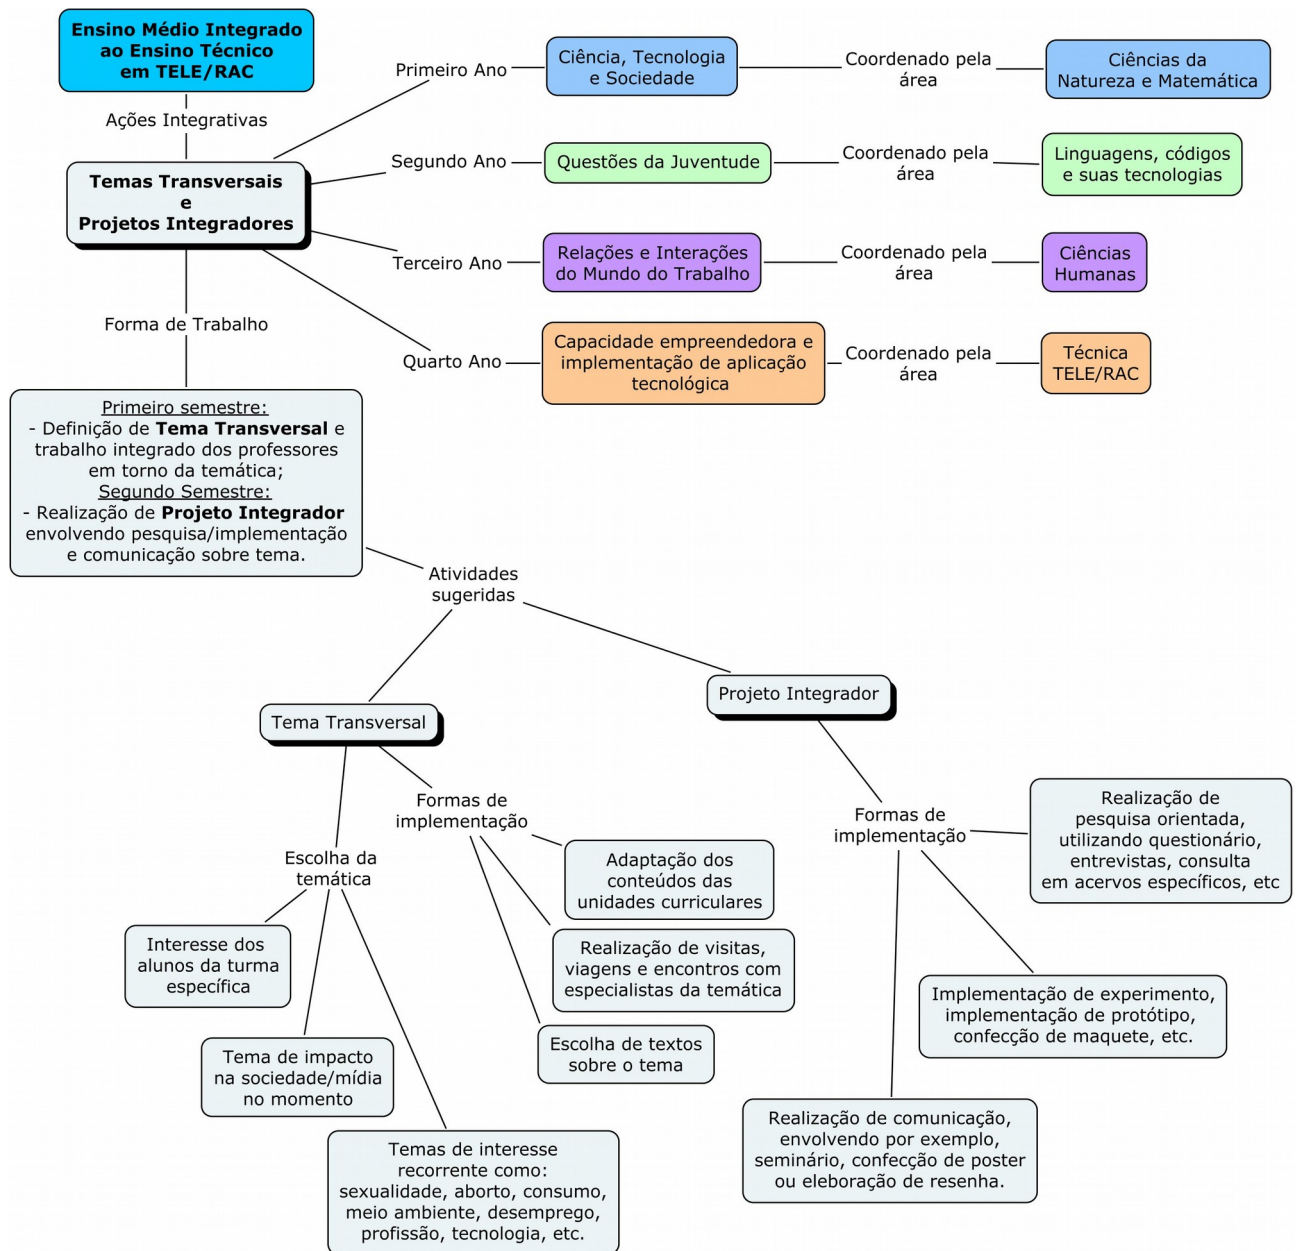 Ensino Médio Integrado
ao Ensino Técnico
em TELE/RAC
Ações Integrativas
Temas Transversais
e
Projetos Integradores
Primeiro Ano
Ciência, Tecnologia
e Sociedade
Coordenado pela
área
Ciências da
Natureza e Matemática
Segundo Ano
Questões da Juventude
Coordenado pela
área
Linguagens, códigos
e suas tecnologias
Terceiro Ano
Relações e Interações
do Mundo do Trabalho
Coordenado pela
área
Ciências
Humanas
Quarto Ano
Capacidade empreendedora e
implementação de aplicação
tecnológica
Coordenado pela
área
Técnica
TELE/RAC
Forma de Trabalho
Primeiro semestre:
- Definição de Tema Transversal e
trabalho integrado dos professores
em torno da temática;
Segundo Semestre:
- Realização de Projeto Integrador
envolvendo pesquisa/implementação
e comunicação sobre tema.
Atividades
sugeridas
Tema Transversal
Escolha da
temática
Interesse dos
alunos da turma
específica
Tema de impacto
na sociedade/mídia
no momento
Temas de interesse
recorrente como:
sexualidade, aborto, consumo,
meio ambiente, desemprego,
profissão, tecnologia, etc.
Formas de
implementação
Adaptação dos
conteúdos das
unidades curriculares
Realização de visitas,
viagens e encontros com
especialistas da temática
Escolha de textos
sobre o tema
Projeto Integrador
Formas de
implementação
Realização de
pesquisa orientada,
utilizando questionário,
entrevistas, consulta
em acervos específicos, etc
Implementação de experimento,
implementação de protótipo,
confecção de maquete, etc.
Realização de comunicação,
envolvendo por exemplo,
seminário, confecção de poster
ou eleboração de resenha.